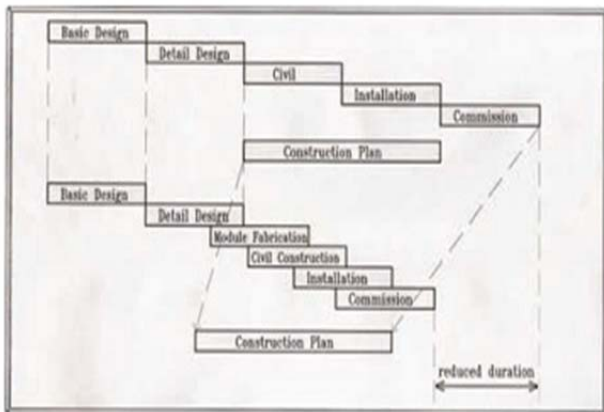 Basic Design
Detail Design
Civil
Installation
Commission
Construction Plan
Basic Design
Detail Design
Module Fabrication
Civil Construction
Installation
Commission
Construction Plan
reduced duration